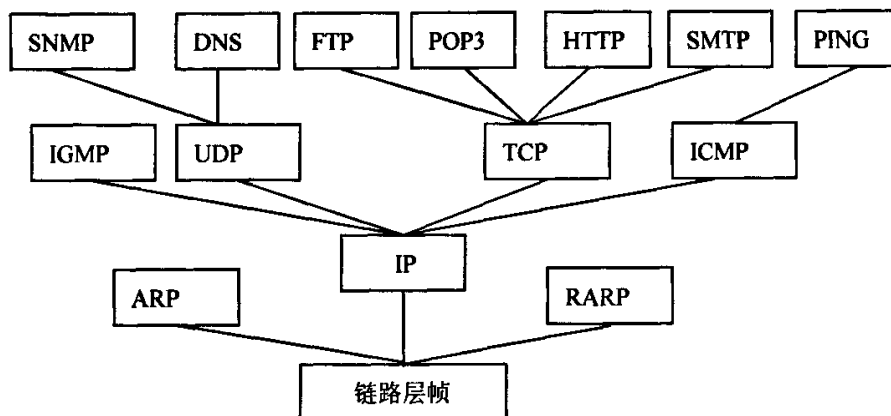 SNMP
DNS
FTP
POP3
HTTP
SMTP
PING
IGMP
UDP
TCP
ICMP
IP
ARP
RARP
链路层帧